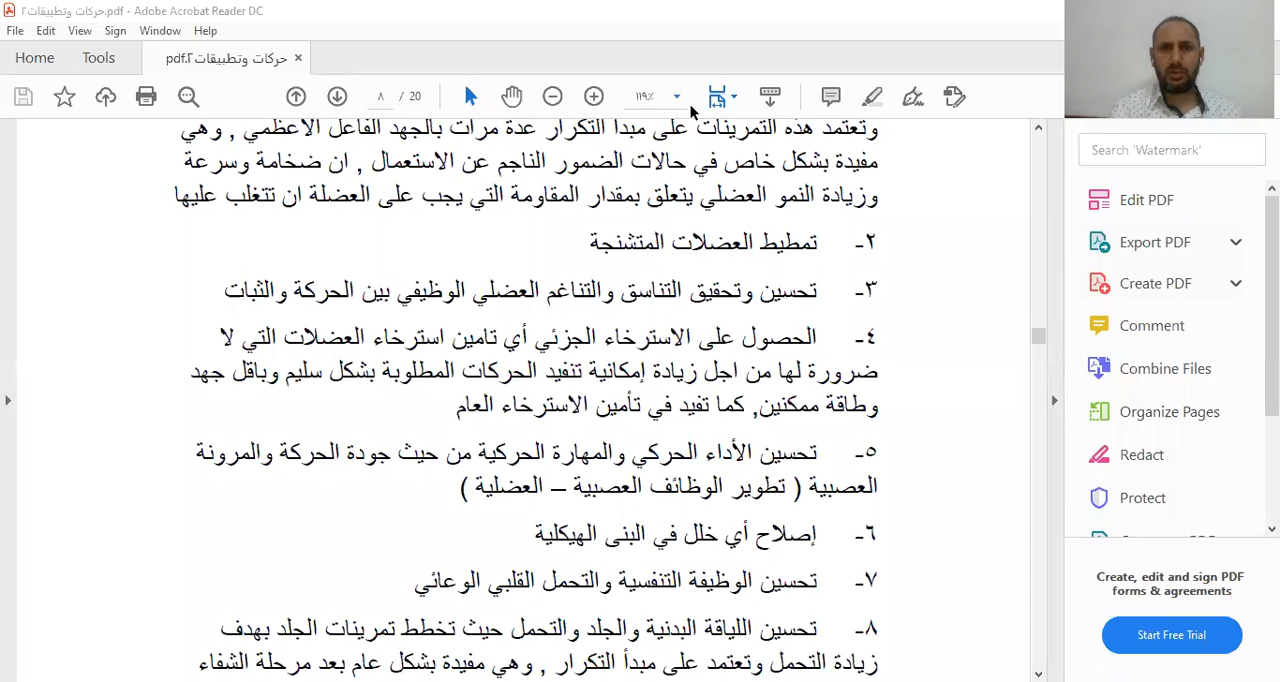 حركات وتطبيقات٢.pdf - Adobe Acrobat Reader DC
File Edit View Sign Window Help
Home Tools حركات وتطبيقات٢.pdf ×
٨ / 20 ١١٩٪
وتعتمد هذه التمرينات على مبدا التكرار عدة مرات بالجهد الفاعل الاعظمي , وهي
مفيدة بشكل خاص في حالات الضمور الناجم عن الاستعمال , ان ضخامة وسرعة
وزيادة النمو العضلي يتعلق بمقدار المقاومة التي يجب على العضلة ان تتغلب عليها
٢- تمطيط العضلات المتشنجة
٣- تحسين وتحقيق التناسق والتناغم العضلي الوظيفي بين الحركة والثبات
٤- الحصول على الاسترخاء الجزئي أي تامين استرخاء العضلات التي لا
ضرورة لها من اجل زيادة إمكانية تنفيد الحركات المطلوبة بشكل سليم وباقل جهد
وطاقة ممكنين, كما تفيد في تأمين الاسترخاء العام
٥- تحسين الأداء الحركي والمهارة الحركية من حيث جودة الحركة والمرونة
العصبية ( تطوير الوظائف العصبية – العضلية )
٦- إصلاح أي خلل في البنى الهيكلية
٧- تحسين الوظيفة التنفسية والتحمل القلبي الوعائي
٨- تحسين اللياقة البدنية والجلد والتحمل حيث تخطط تمرينات الجلد بهدف
زيادة التحمل وتعتمد على مبدأ التكرار , وهي مفيدة بشكل عام بعد مرحلة الشفاء
Search 'Watermark'
Edit PDF
Export PDF
Create PDF
Comment
Combine Files
Organize Pages
Redact
Protect
Create, edit and sign PDF
forms & agreements
Start Free Trial